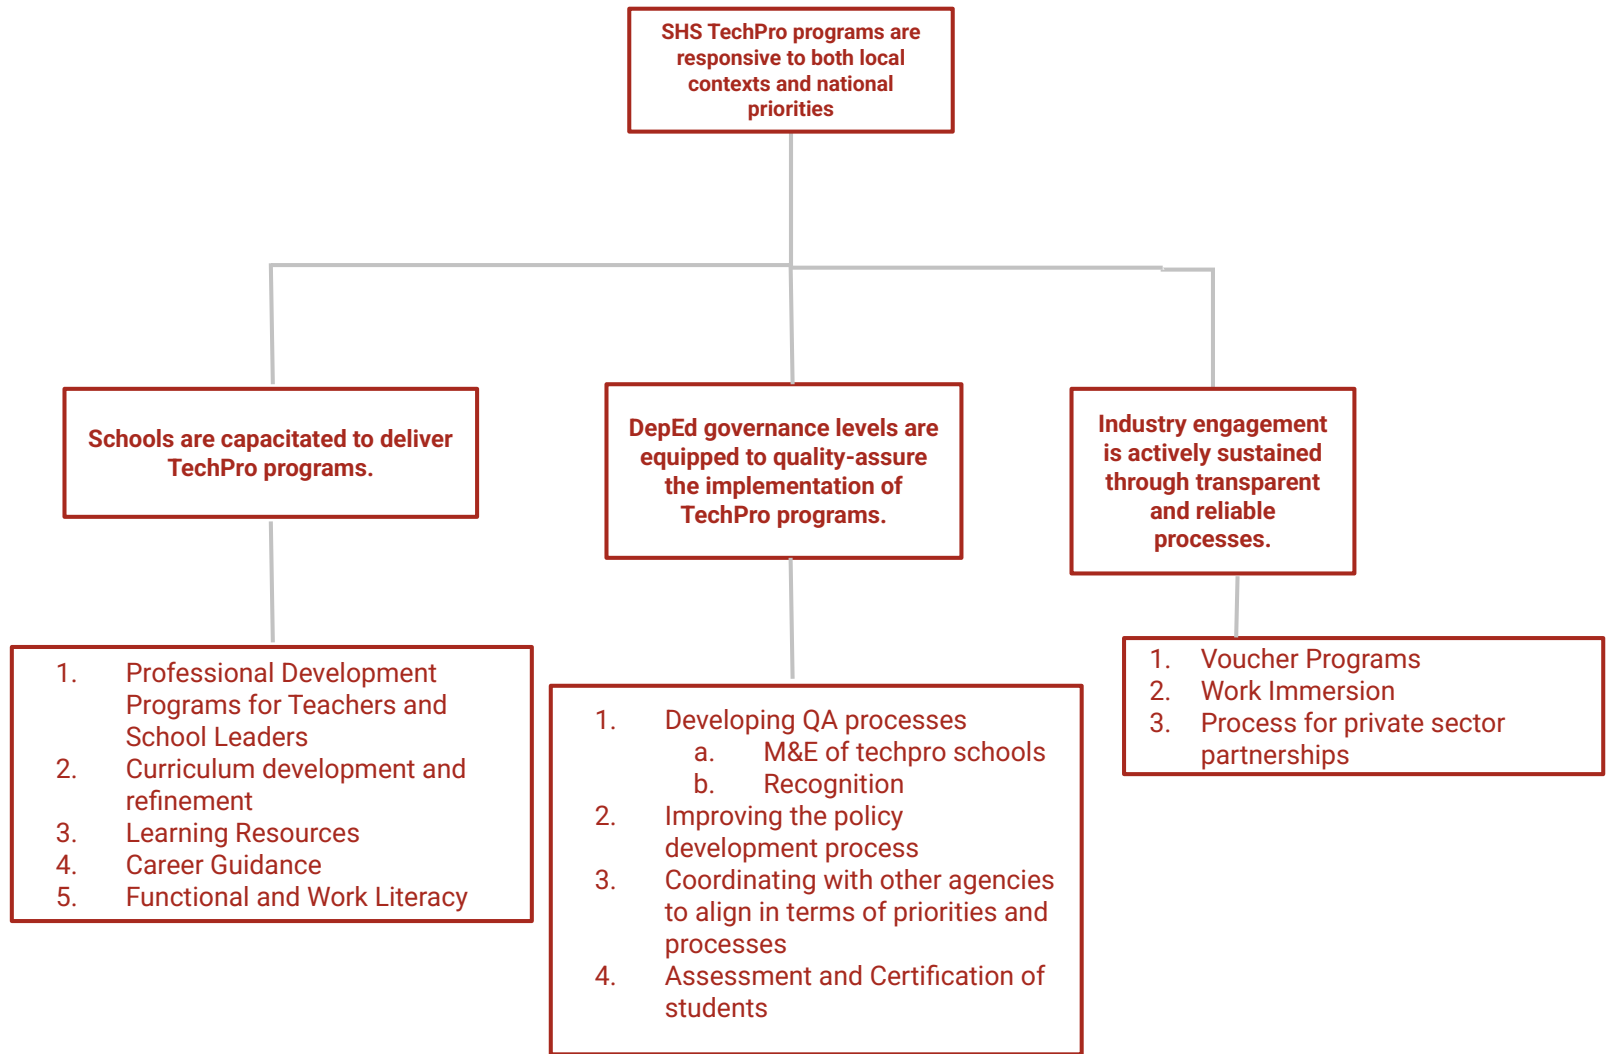 SHS TechPro programs are
responsive to both local
contexts and national
priorities
Schools are capacitated to deliver
TechPro programs.
DepEd governance levels are
equipped to quality-assure
the implementation of
TechPro programs.
Industry engagement
is actively sustained
through transparent
and reliable
processes.
1. Professional Development
Programs for Teachers and
School Leaders
2. Curriculum development and
refinement
3. Learning Resources
4. Career Guidance
5. Functional and Work Literacy
1. Developing QA processes
a. M&E of techpro schools
b. Recognition
2. Improving the policy
development process
3. Coordinating with other agencies
to align in terms of priorities and
processes
4. Assessment and Certification of
students
1. Voucher Programs
2. Work Immersion
3. Process for private sector
partnerships